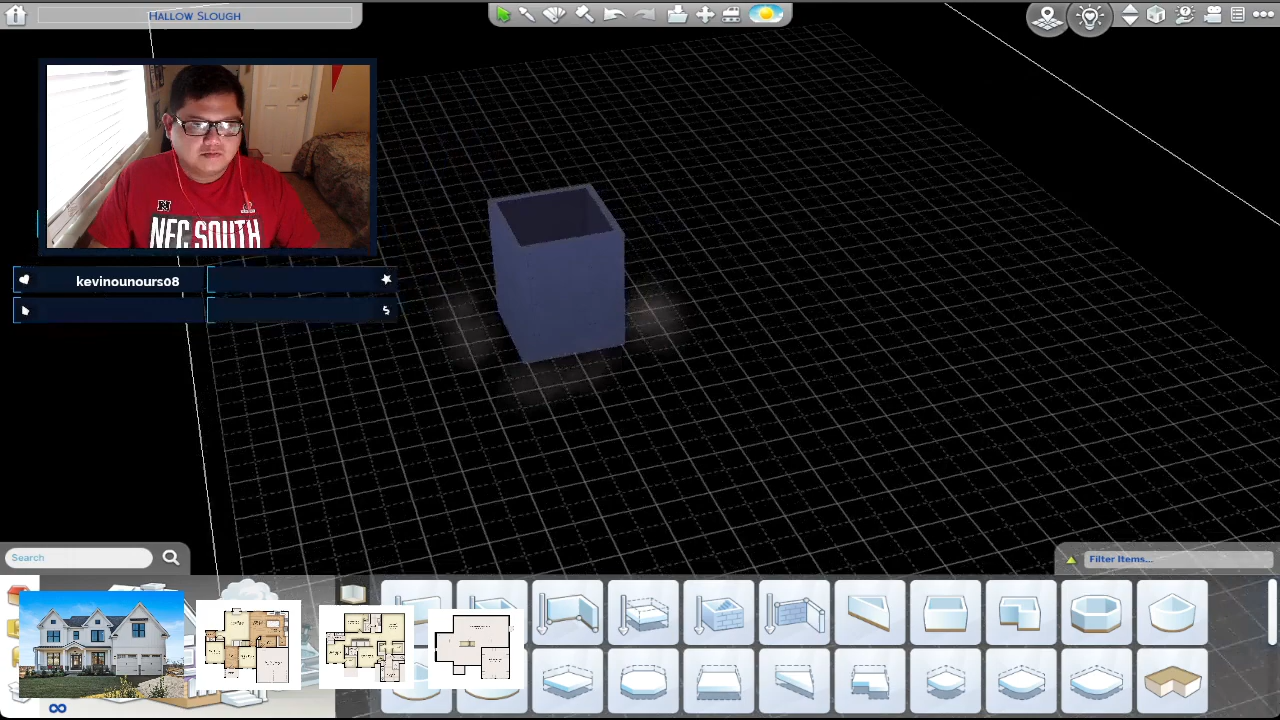 HALLOW SLOUGH
NFC SOUTH
kevinounours08
Search
Filter Items...